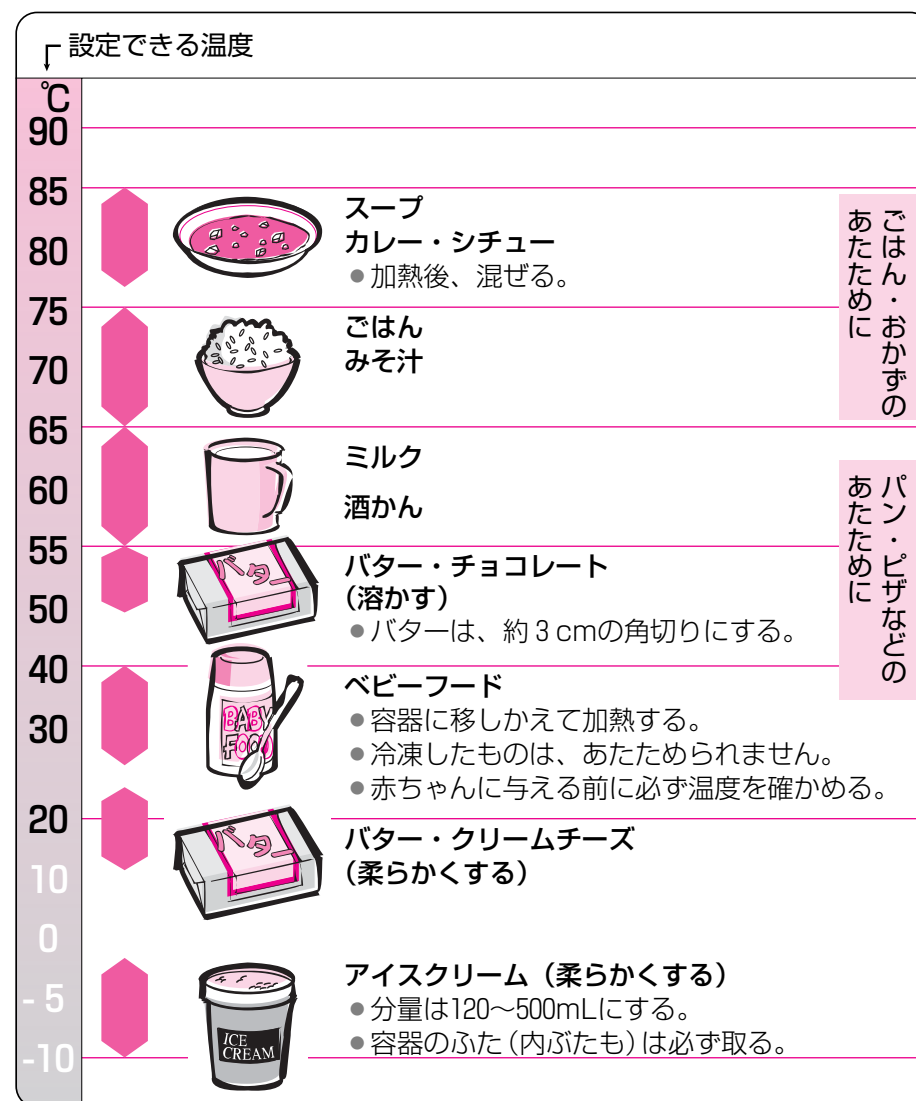 設定できる温度
℃
90
85
スープ
80
カレー・シチュー
●加熱後、混ぜる。
75
ごはん
70
みそ汁
65
ミルク
60
酒かん
55
バター
バター・チョコレート
(溶かす)
50
●バターは、約3cmの角切りにする。
40
ベビーフード
30
BABY
FOOD
●容器に移しかえて加熱する。
●冷凍したものは、あたためられません。
●赤ちゃんに与える前に必ず温度を確かめる。
20
バター
バター・クリームチーズ
10
(柔らかくする)
0
アイスクリーム(柔らかくする)
-5
●分量は120～500mLにする。
ICE
CREAM
●容器のふた(内ぶたも)は必ず取る。
-10
ごはん・おかずの
あたために
パン・ピザなどの
あたために